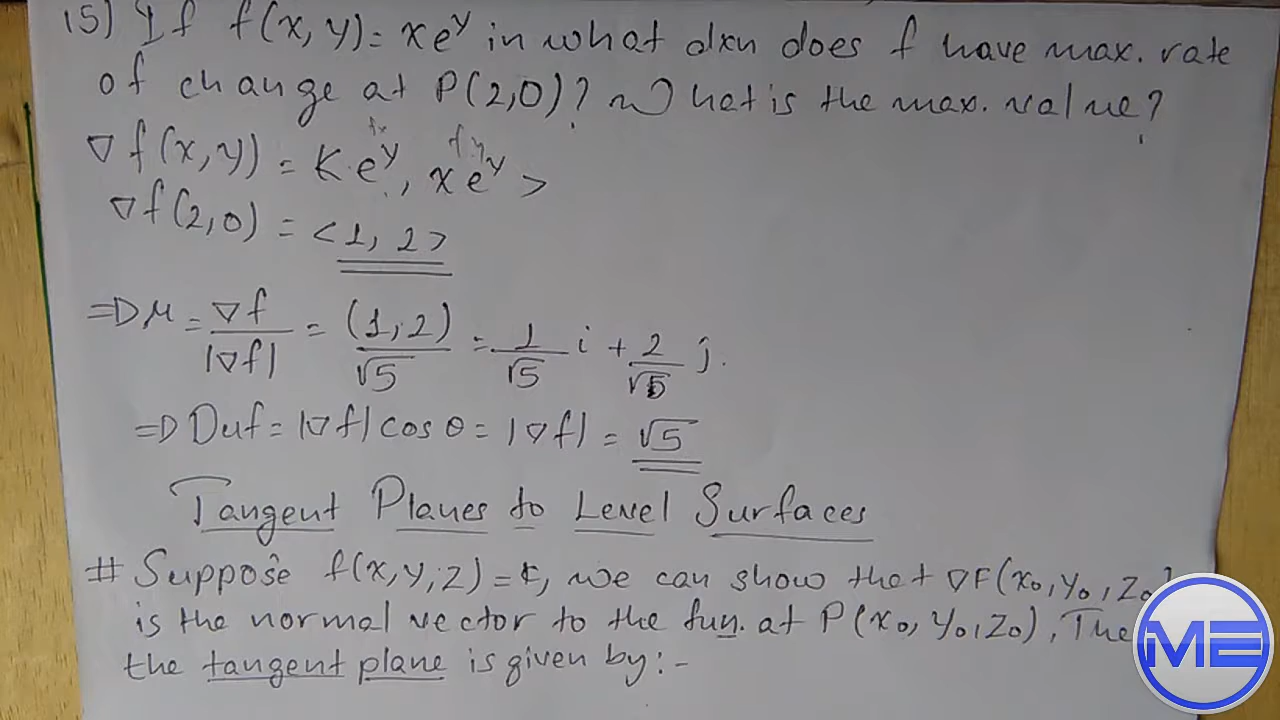 15) If f(x, y) = xe^y in what dxn does f have max. rate
of change at P(2,0)? What is the max. value?
fx fy
∇f(x, y) = <e^y, xe^y>
∇f(2,0) = <1, 2>
⇒ μ = ∇f/|∇f| = (1, 2)/√5 = 1/√5 i + 2/√5 j.
⇒ Duf = |∇f| cos θ = |∇f| = √5
Tangent Planes to Level Surfaces
# Suppose f(x, y, z) = k, we can show that ∇F(x₀, y₀, z₀)
is the normal vector to the fun. at P(x₀, y₀, z₀), The
the tangent plane is given by:-
ME